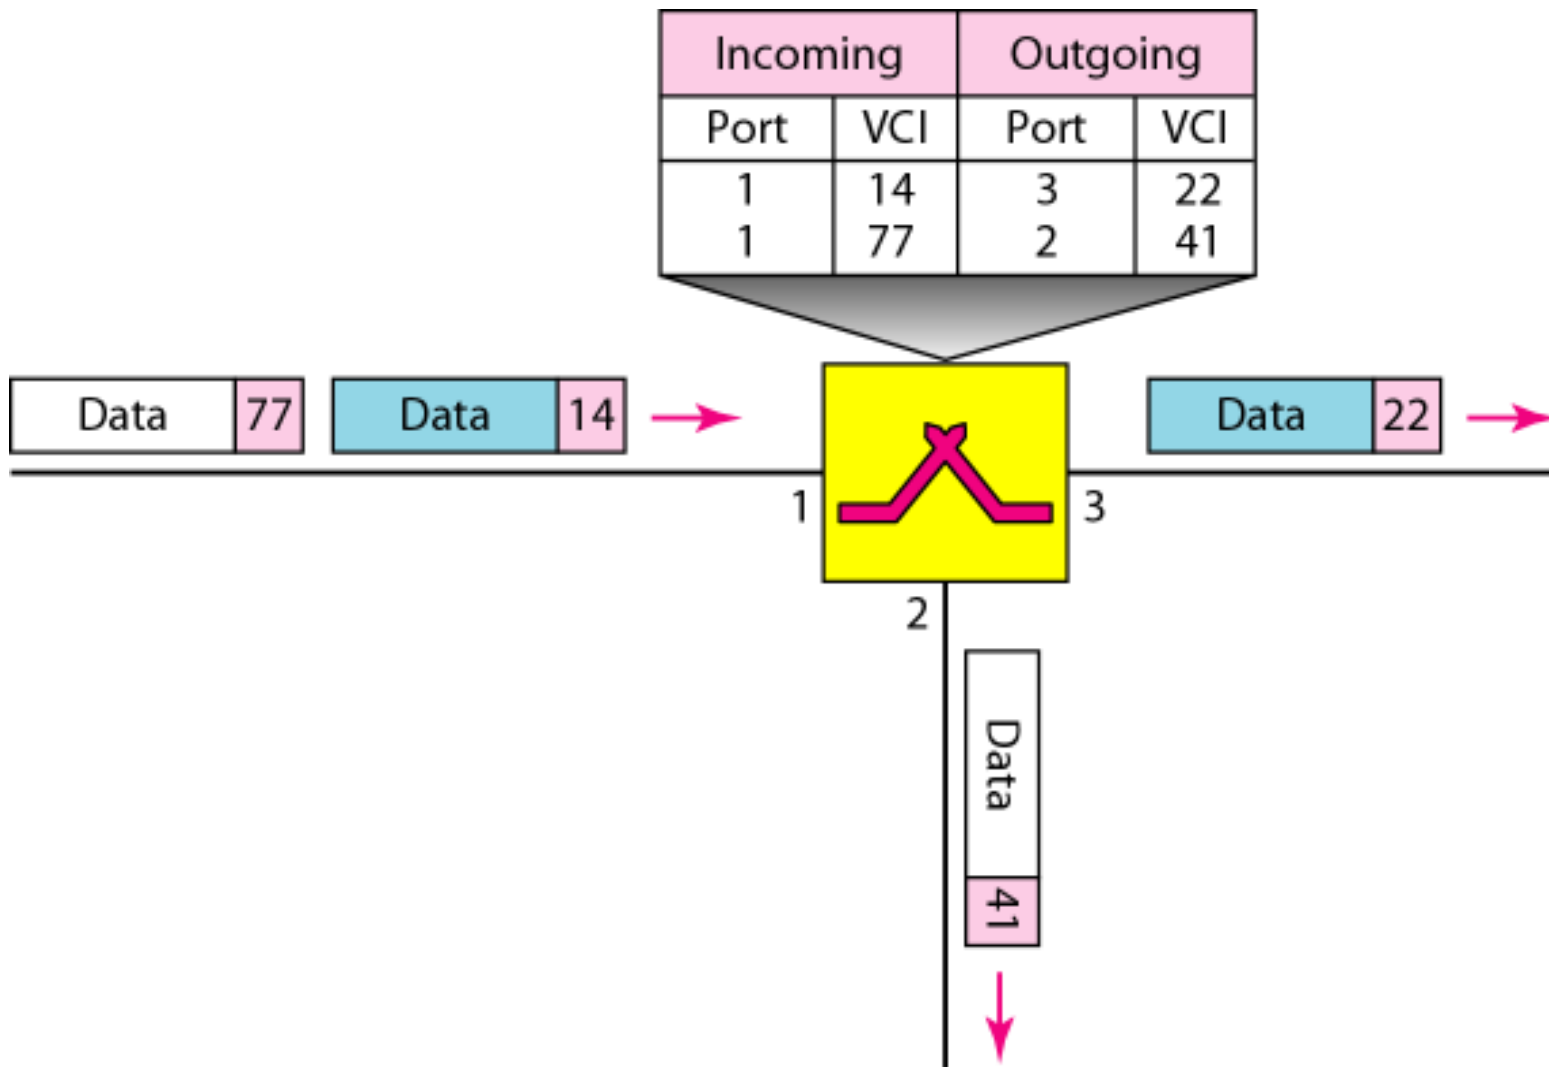 Incoming Outgoing
Port VCI Port VCI
1 14 3 22
1 77 2 41
Data 77 Data 14 Data 22
1 3
2
Data 41